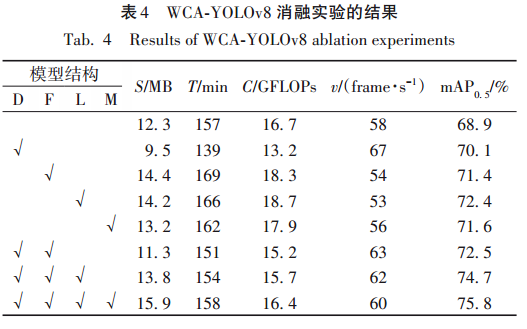 表4 WCA-YOLOv8 消融实验的结果
Tab. 4 Results of WCA-YOLOv8 ablation experiments
模型结构 S/MB T/min C/GFLOPs v/(frame·s⁻¹) mAP₀.₅/%
D F L M
12.3 157 16.7 58 68.9
√ 9.5 139 13.2 67 70.1
√ 14.4 169 18.3 54 71.4
√ 14.2 166 18.7 53 72.4
√ 13.2 162 17.9 56 71.6
√ √ 11.3 151 15.2 63 72.5
√ √ √ 13.8 154 15.7 62 74.7
√ √ √ √ 15.9 158 16.4 60 75.8